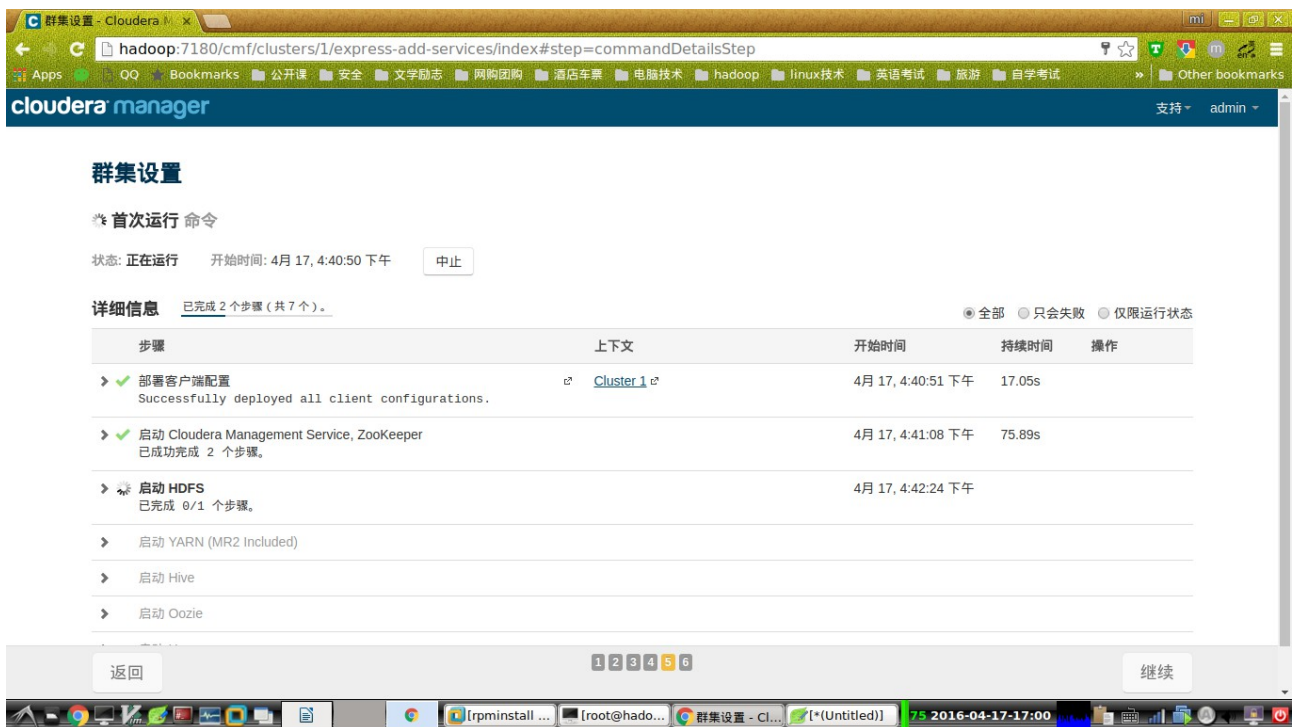 群集设置 - Cloudera M
mi
hadoop:7180/cmf/clusters/1/express-add-services/index#step=commandDetailsStep
Apps QQ Bookmarks 公开课 安全 文学励志 网购团购 酒店车票 电脑技术 hadoop linux技术 英语考试 旅游 自学考试 » Other bookmarks
cloudera manager 支持 admin
群集设置
首次运行 命令
状态: 正在运行 开始时间: 4月 17, 4:40:50 下午 中止
详细信息 已完成 2 个步骤 ( 共 7 个 ) 。 全部 只会失败 仅限运行状态
步骤 上下文 开始时间 持续时间 操作
部署客户端配置 Cluster 1 4月 17, 4:40:51 下午 17.05s
Successfully deployed all client configurations.
启动 Cloudera Management Service, ZooKeeper 4月 17, 4:41:08 下午 75.89s
已成功完成 2 个步骤。
启动 HDFS 4月 17, 4:42:24 下午
已完成 0/1 个步骤。
启动 YARN (MR2 Included)
启动 Hive
启动 Oozie
返回 1 2 3 4 5 6 继续
[rpminstall ... [root@hado... 群集设置 - Cl... [*(Untitled)] 75 2016-04-17-17:00